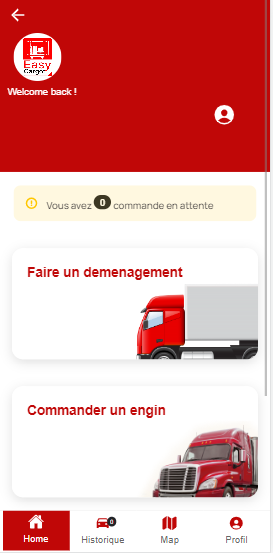 Easy
Cargoo
Welcome back !
Vous avez 0 commande en attente
Faire un demenagement
Commander un engin
0
Home Historique Map Profil